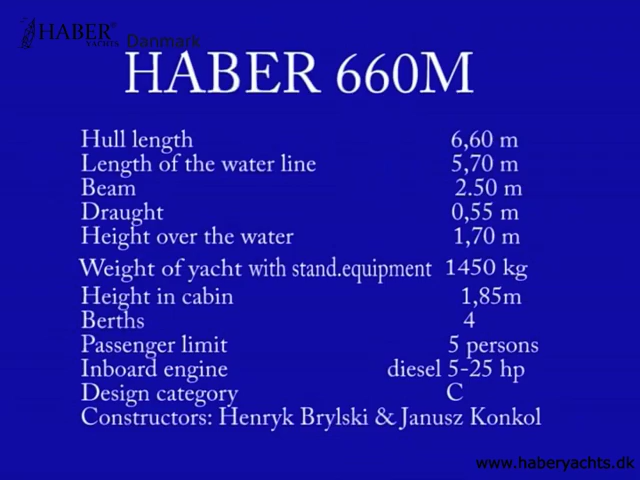 HABER®
YACHTS
Danmark
HABER 660M
Hull length 6,60 m
Length of the water line 5,70 m
Beam 2.50 m
Draught 0,55 m
Height over the water 1,70 m
Weight of yacht with stand.equipment 1450 kg
Height in cabin 1,85m
Berths 4
Passenger limit 5 persons
Inboard engine diesel 5-25 hp
Design category C
Constructors: Henryk Brylski & Janusz Konkol
www.haberyachts.dk